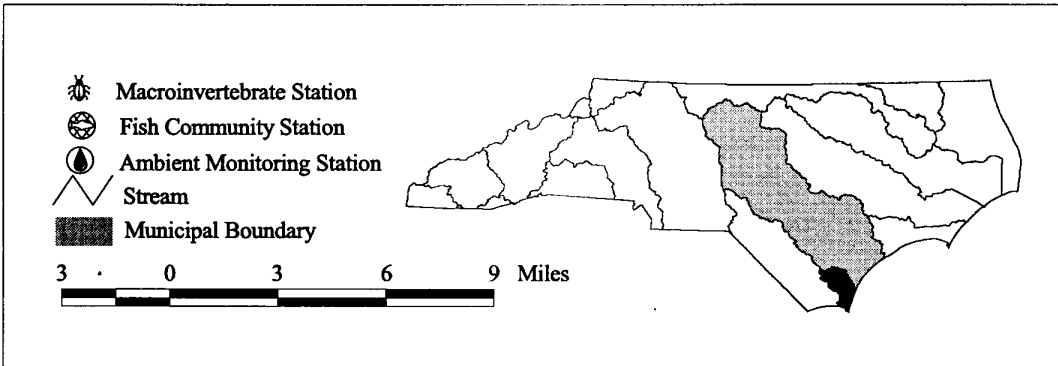 Macroinvertebrate Station
Fish Community Station
Ambient Monitoring Station
Stream
Municipal Boundary
3 0 3 6 9 Miles